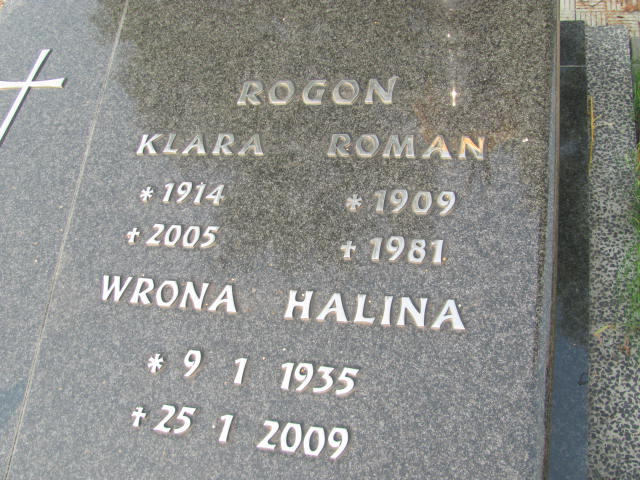 ROGON
KLARA ROMAN
* 1914 * 1909
† 2005 † 1981
WRONA HALINA
* 9 1 1935
† 25 1 2009